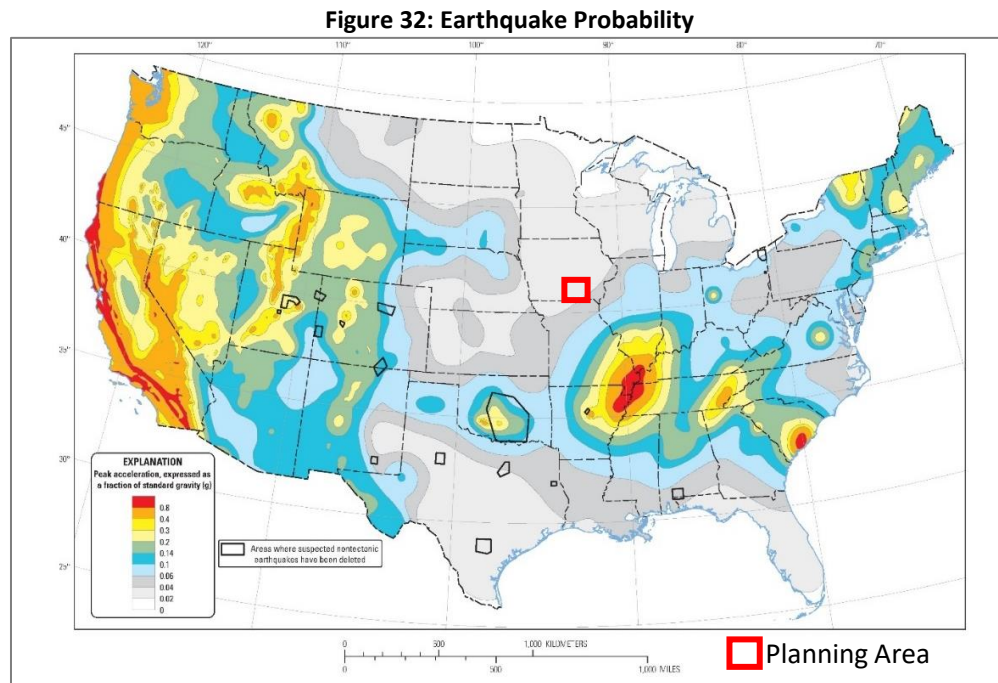 Figure 32: Earthquake Probability
120°
110°
100°
90°
80°
70°
45°
40°
35°
30°
25°
EXPLANATION
Peak acceleration, expressed as
a fraction of standard gravity (g)
0.8
0.4
0.3
0.2
0.14
0.1
0.06
0.04
0.02
0
Areas where suspected nontectonic
earthquakes have been deleted
0 500 1,000 KILOMETERS
0 500 1,000 MILES
Planning Area